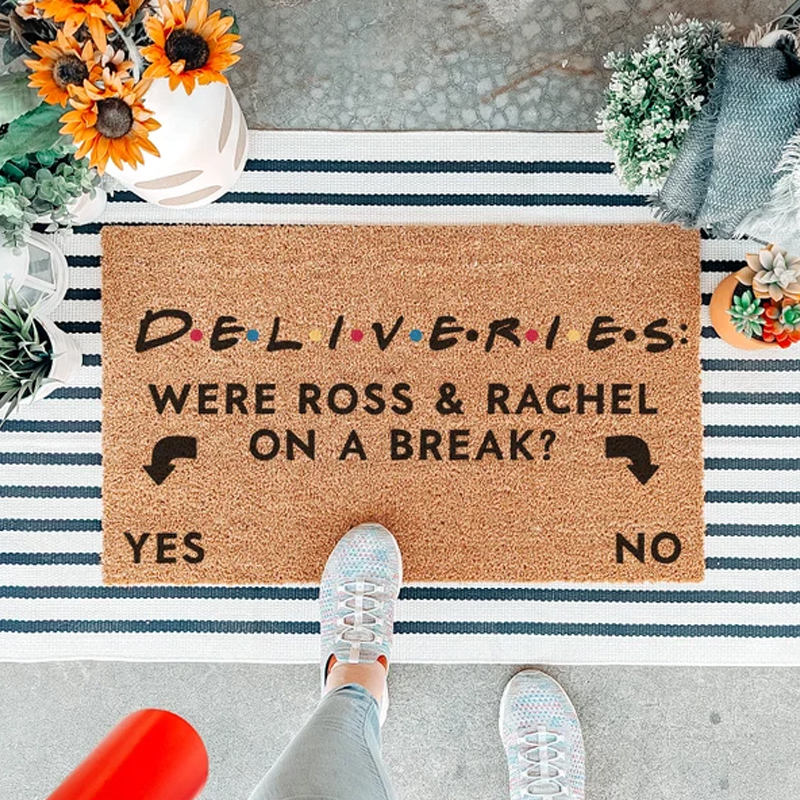 D•E•L•I•V•E•R•I•E•S:
WERE ROSS & RACHEL
ON A BREAK?
YES
NO